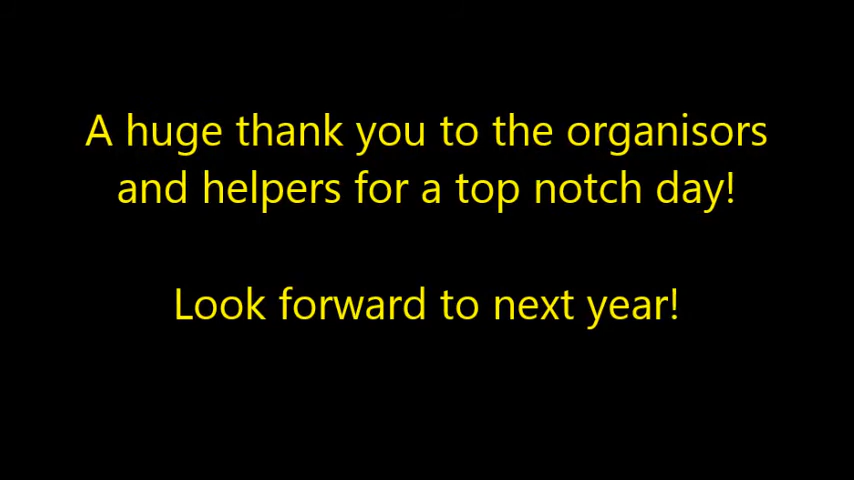 A huge thank you to the organisors
and helpers for a top notch day!
Look forward to next year!